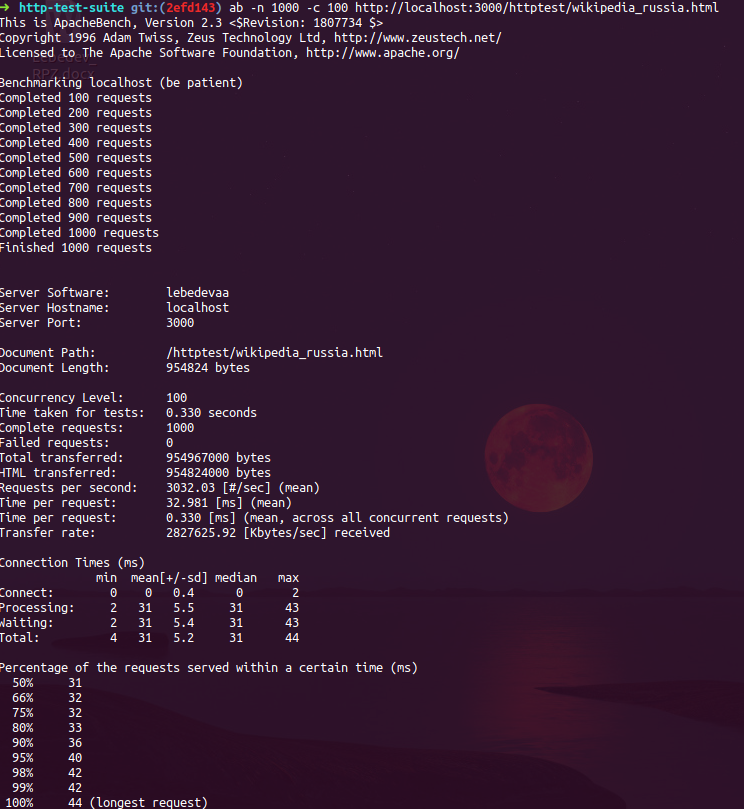 ➜ http-test-suite git:(2efd143) ab -n 1000 -c 100 http://localhost:3000/httptest/wikipedia_russia.html
This is ApacheBench, Version 2.3 <$Revision: 1807734 $>
Copyright 1996 Adam Twiss, Zeus Technology Ltd, http://www.zeustech.net/
Licensed to The Apache Software Foundation, http://www.apache.org/
RPZ.docx
Benchmarking localhost (be patient)
Completed 100 requests
Completed 200 requests
Completed 300 requests
Completed 400 requests
Completed 500 requests
Completed 600 requests
Completed 700 requests
Completed 800 requests
Completed 900 requests
Completed 1000 requests
Finished 1000 requests
Server Software: lebedevaa
Server Hostname: localhost
Server Port: 3000
Document Path: /httptest/wikipedia_russia.html
Document Length: 954824 bytes
Concurrency Level: 100
Time taken for tests: 0.330 seconds
Complete requests: 1000
Failed requests: 0
Total transferred: 954967000 bytes
HTML transferred: 954824000 bytes
Requests per second: 3032.03 [#/sec] (mean)
Time per request: 32.981 [ms] (mean)
Time per request: 0.330 [ms] (mean, across all concurrent requests)
Transfer rate: 2827625.92 [Kbytes/sec] received
Connection Times (ms)
min mean[+/-sd] median max
Connect: 0 0 0.4 0 2
Processing: 2 31 5.5 31 43
Waiting: 2 31 5.4 31 43
Total: 4 31 5.2 31 44
Percentage of the requests served within a certain time (ms)
50% 31
66% 32
75% 32
80% 33
90% 36
95% 40
98% 42
99% 42
100% 44 (longest request)